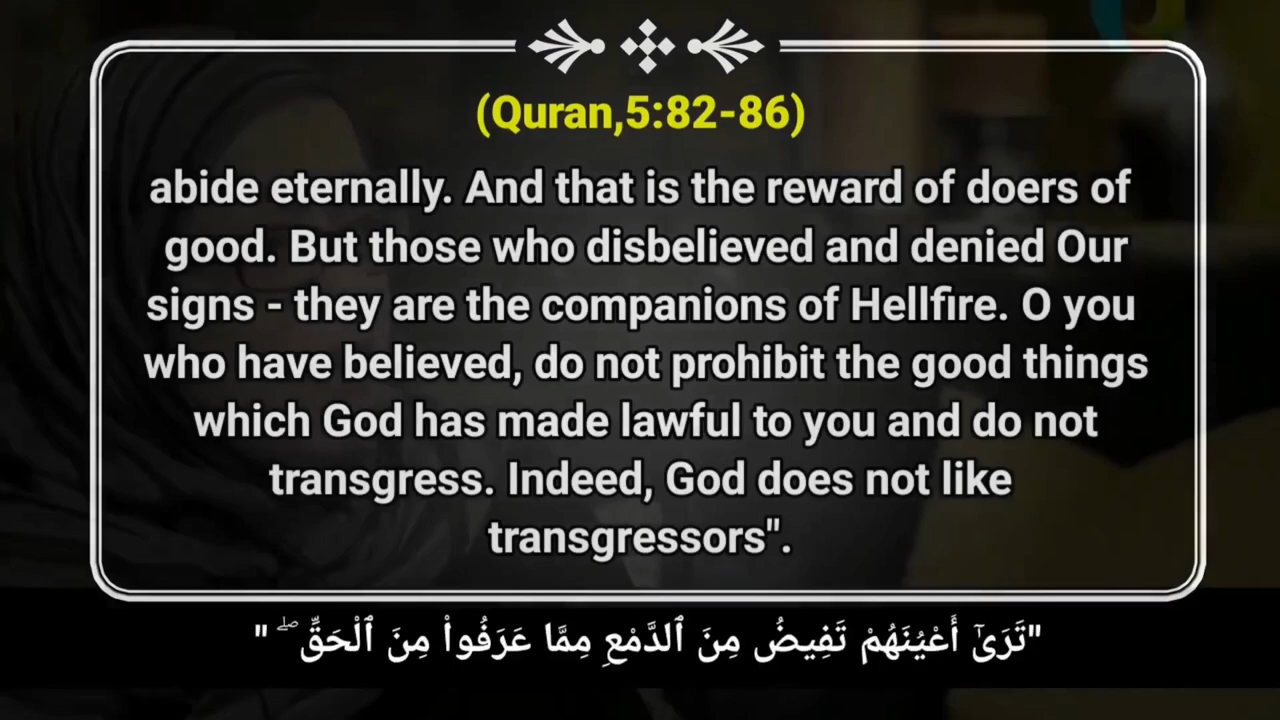 (Quran,5:82-86)
abide eternally. And that is the reward of doers of
good. But those who disbelieved and denied Our
signs - they are the companions of Hellfire. O you
who have believed, do not prohibit the good things
which God has made lawful to you and do not
transgress. Indeed, God does not like
transgressors".
"تَرَىٰٓ أَعْيُنَهُمْ تَفِيضُ مِنَ ٱلدَّمْعِ مِمَّا عَرَفُوا۟ مِنَ ٱلْحَقِّ ۖ "